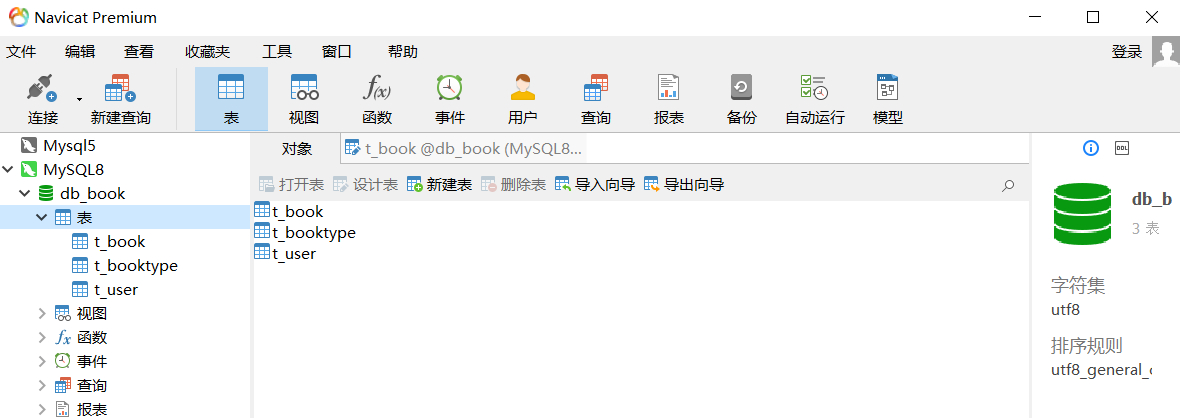 Navicat Premium
文件 编辑 查看 收藏夹 工具 窗口 帮助 登录
连接 新建查询 表 视图 函数 事件 用户 查询 报表 备份 自动运行 模型
f(x)
Mysql5
MySQL8
db_book
表
t_book
t_booktype
t_user
视图
fx 函数
事件
查询
报表
对象 t_book @db_book (MySQL8...
打开表 设计表 新建表 删除表 导入向导 导出向导
t_book
t_booktype
t_user
DDL
db_b
3 表
字符集
utf8
排序规则
utf8_general_c